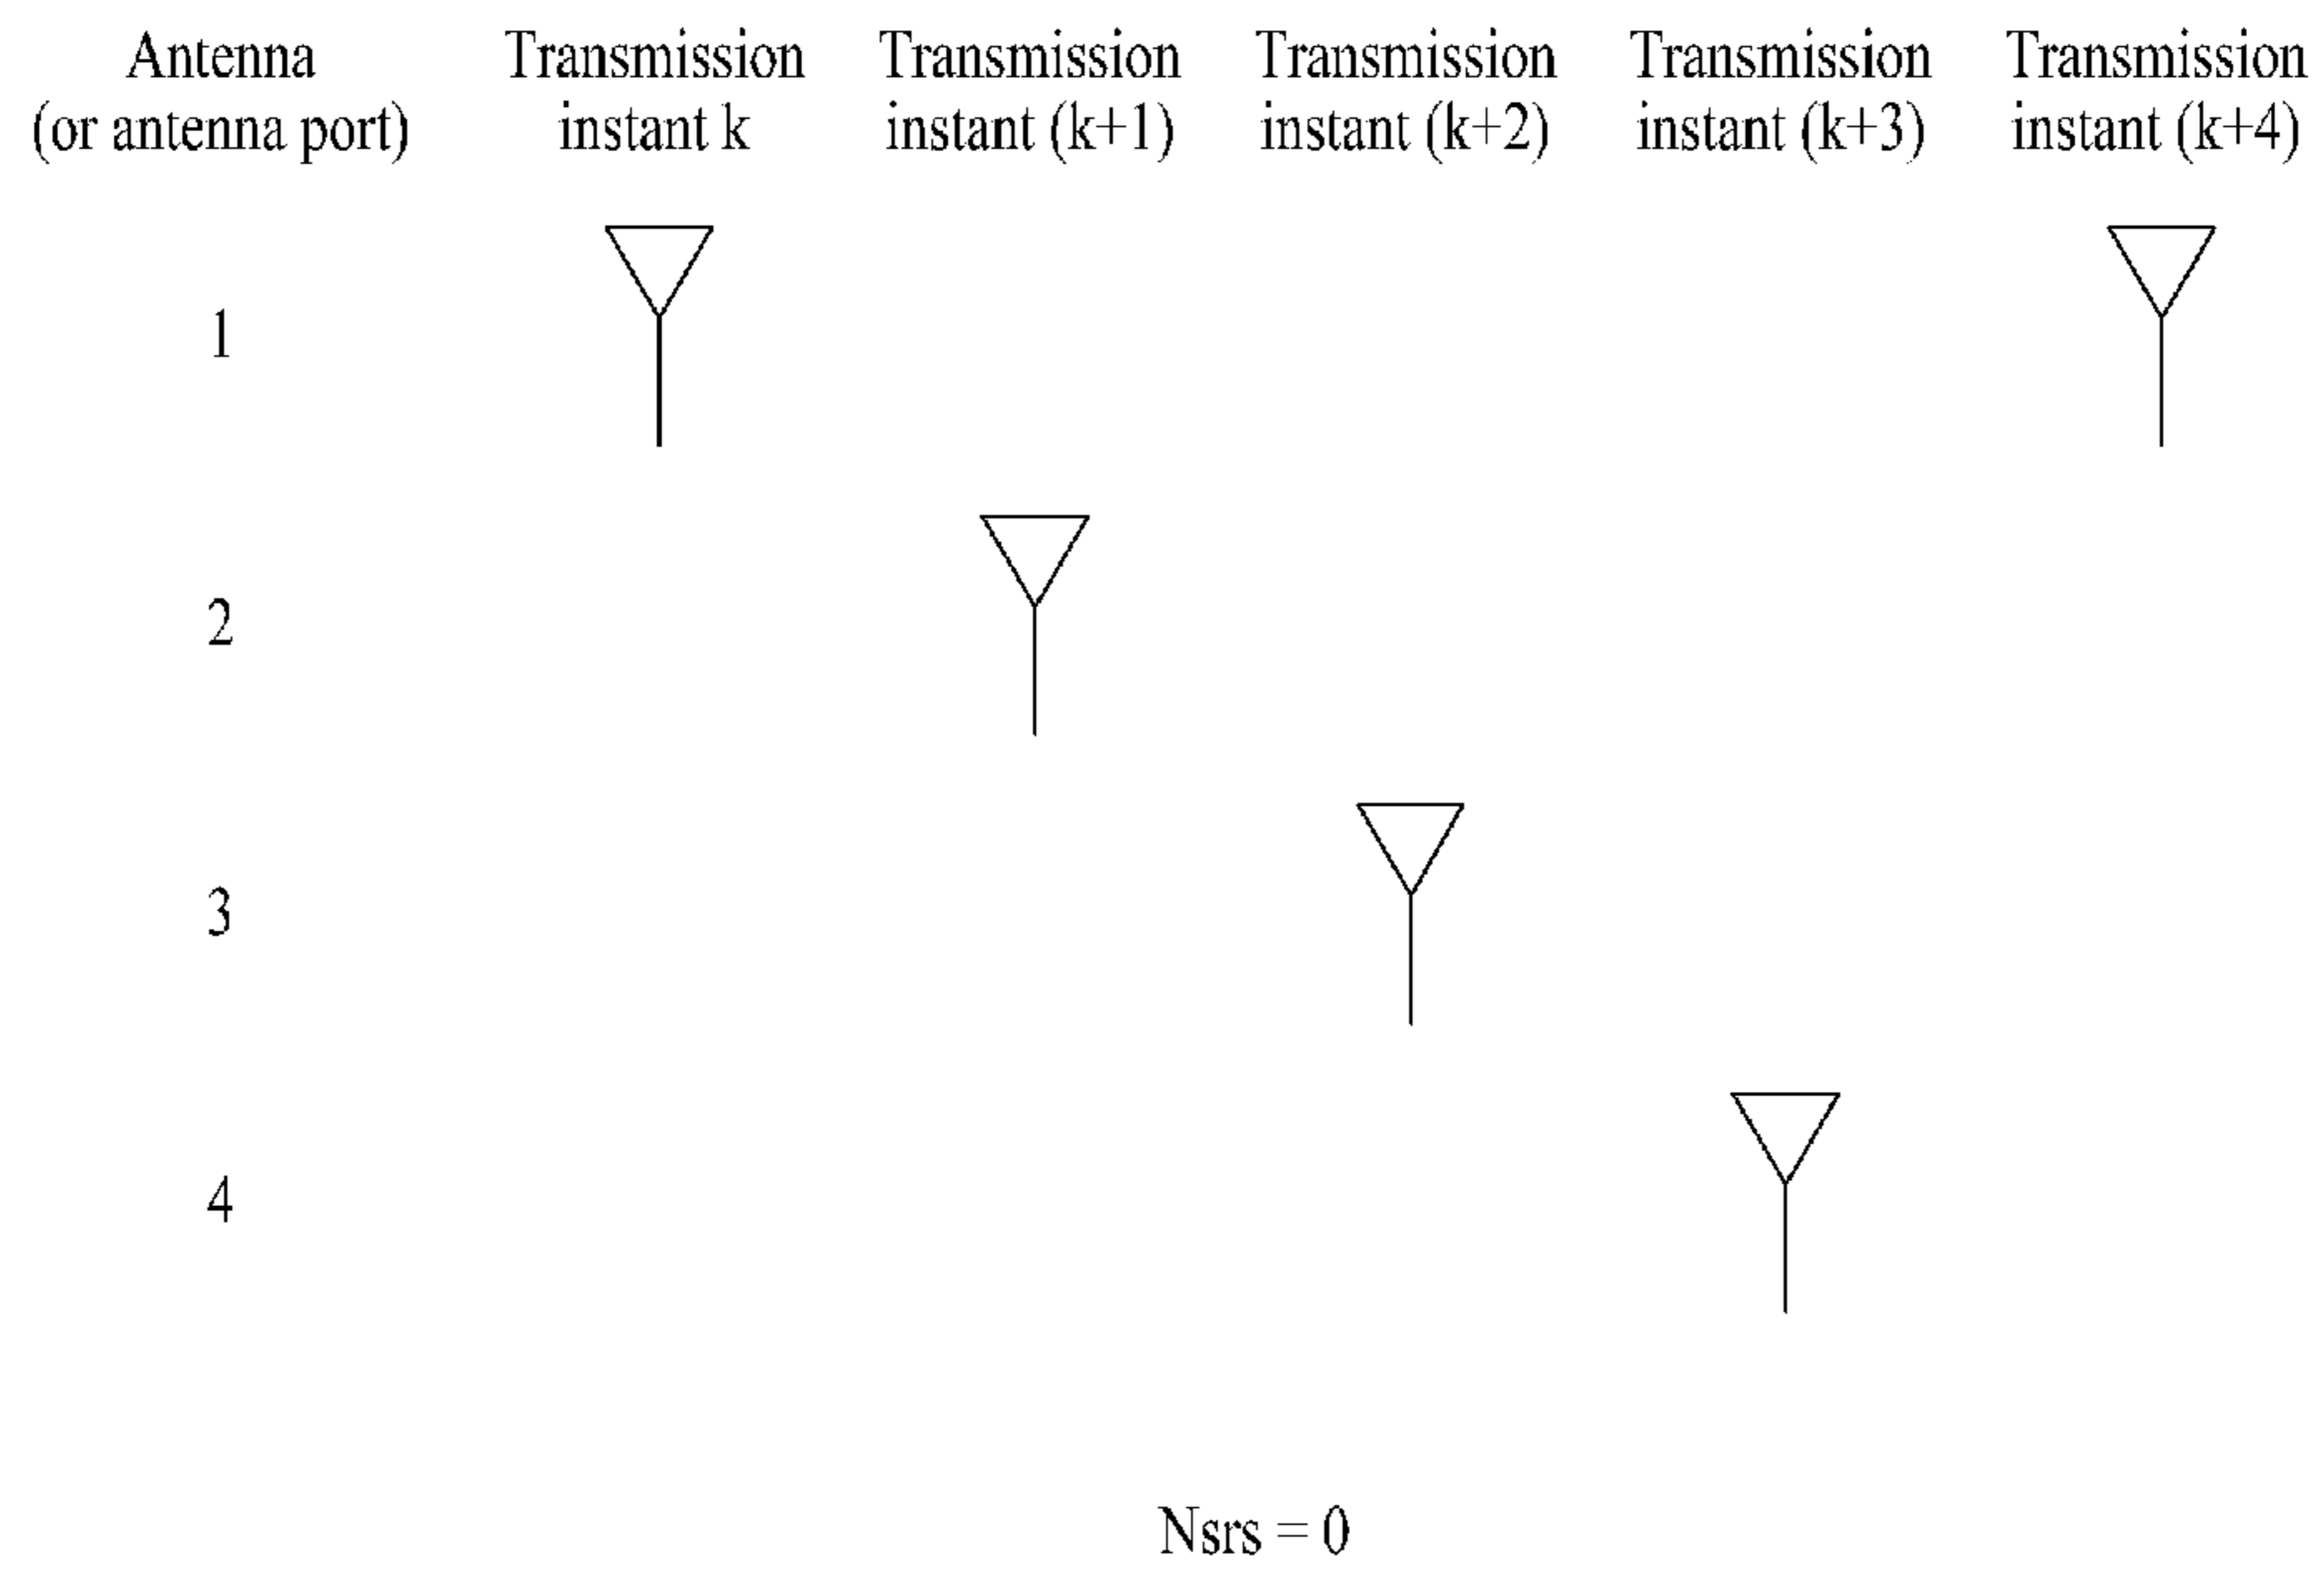 Antenna
(or antenna port)
Transmission
instant k
Transmission
instant (k+1)
Transmission
instant (k+2)
Transmission
instant (k+3)
Transmission
instant (k+4)
1
2
3
4
Nsrs = 0